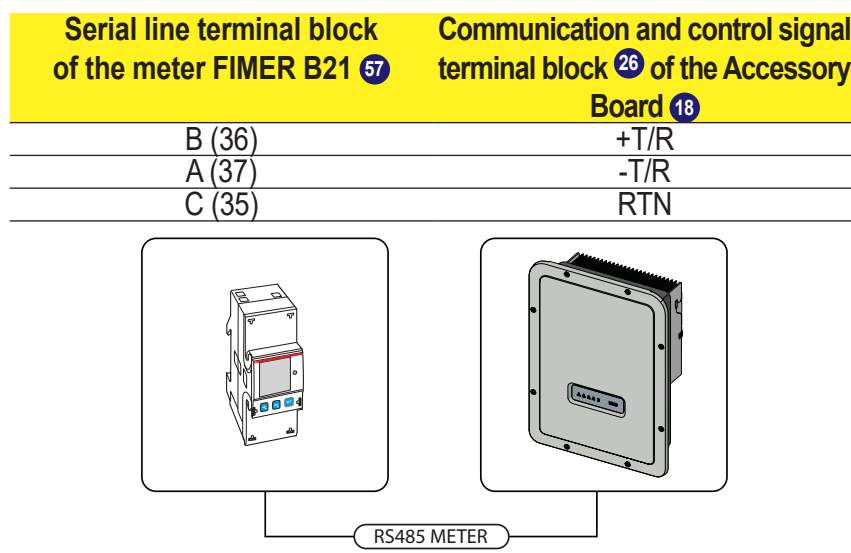 Serial line terminal block
of the meter FIMER B21 57
Communication and control signal
terminal block 26 of the Accessory
Board 18
B (36) +T/R
A (37) -T/R
C (35) RTN
RS485 METER